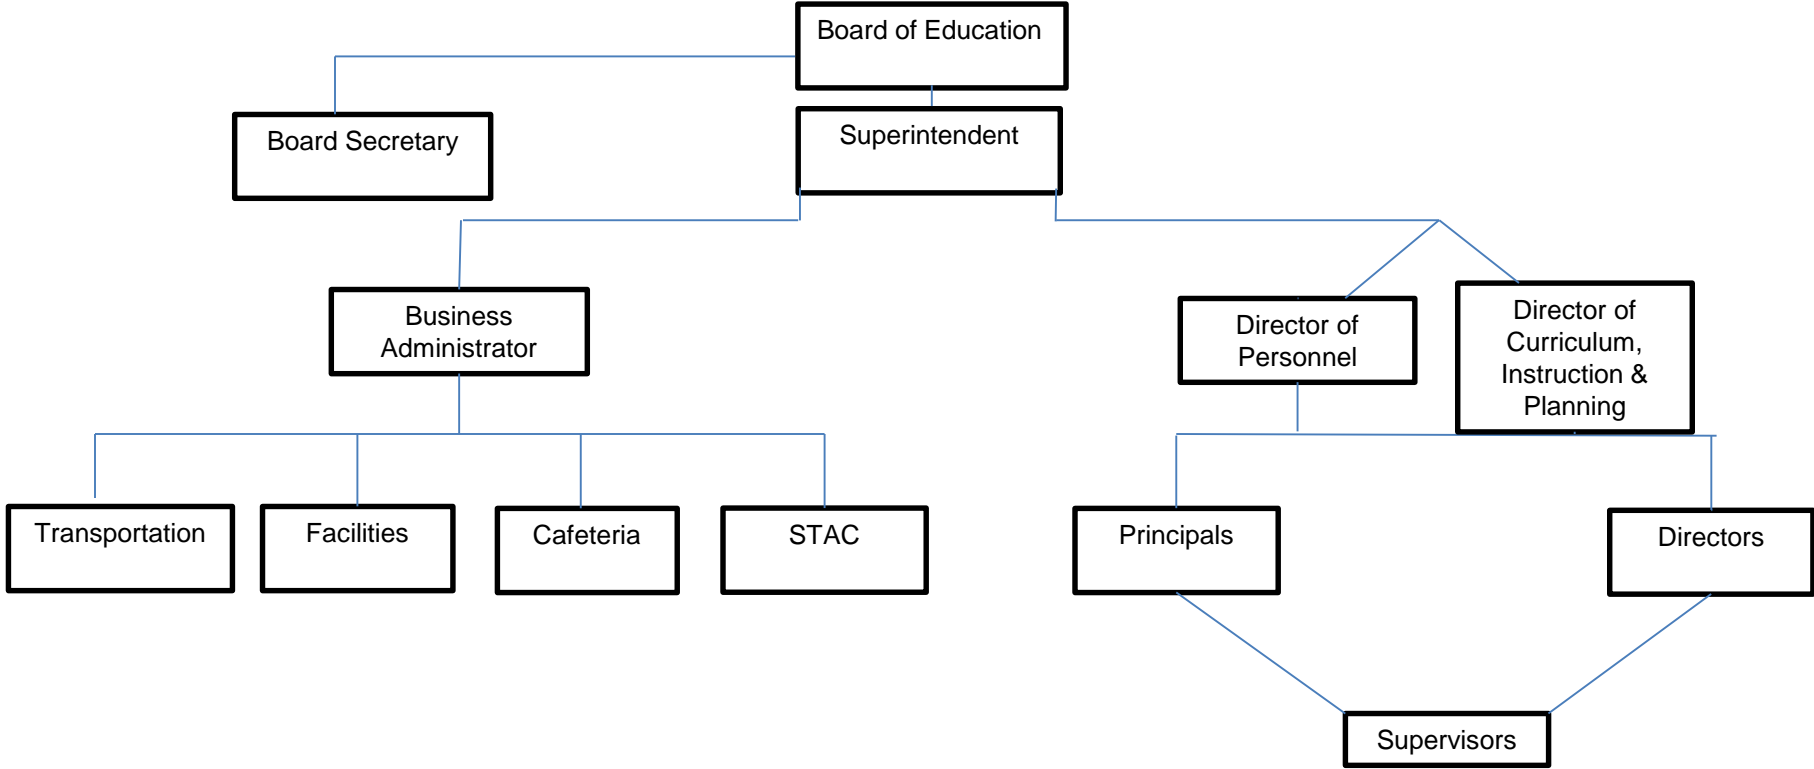 Board of Education
Board Secretary
Superintendent
Business
Administrator
Director of
Personnel
Director of
Curriculum,
Instruction &
Planning
Transportation
Facilities
Cafeteria
STAC
Principals
Directors
Supervisors